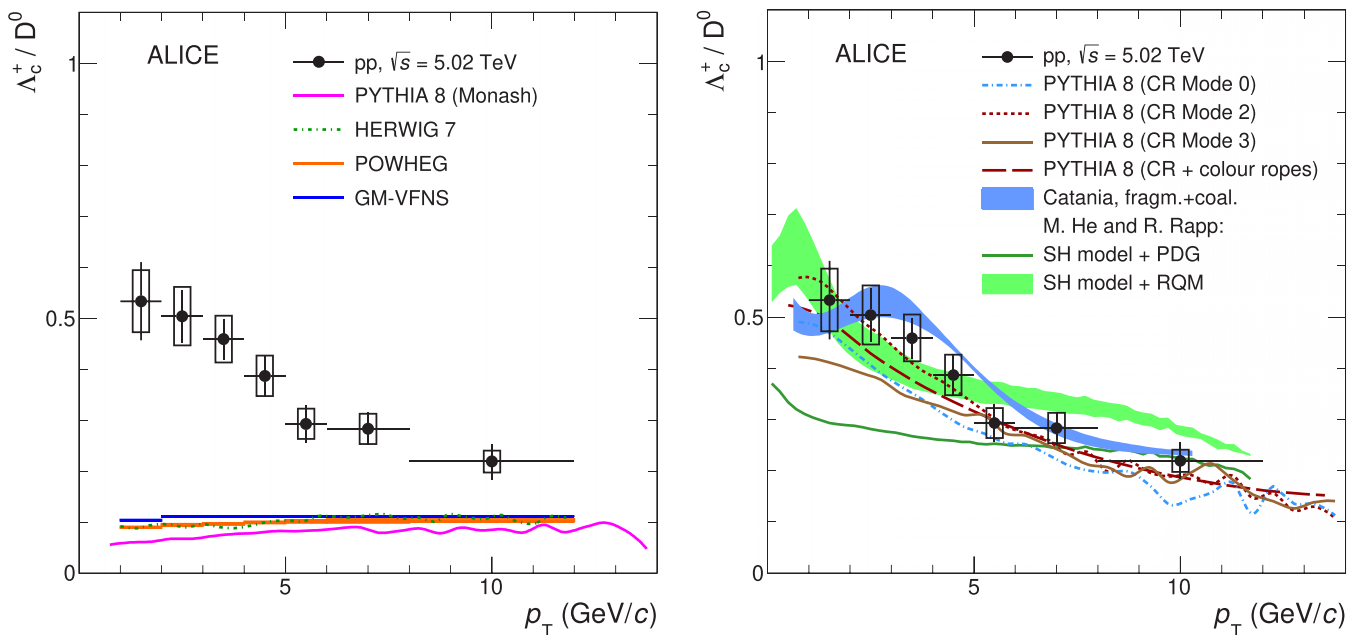 Λc+ / D0
1
0.5
0
ALICE
pp, √s = 5.02 TeV
PYTHIA 8 (Monash)
HERWIG 7
POWHEG
GM-VFNS
5
10
pT (GeV/c)
Λc+ / D0
1
0.5
0
ALICE
pp, √s = 5.02 TeV
PYTHIA 8 (CR Mode 0)
PYTHIA 8 (CR Mode 2)
PYTHIA 8 (CR Mode 3)
PYTHIA 8 (CR + colour ropes)
Catania, fragm.+coal.
M. He and R. Rapp:
SH model + PDG
SH model + RQM
5
10
pT (GeV/c)